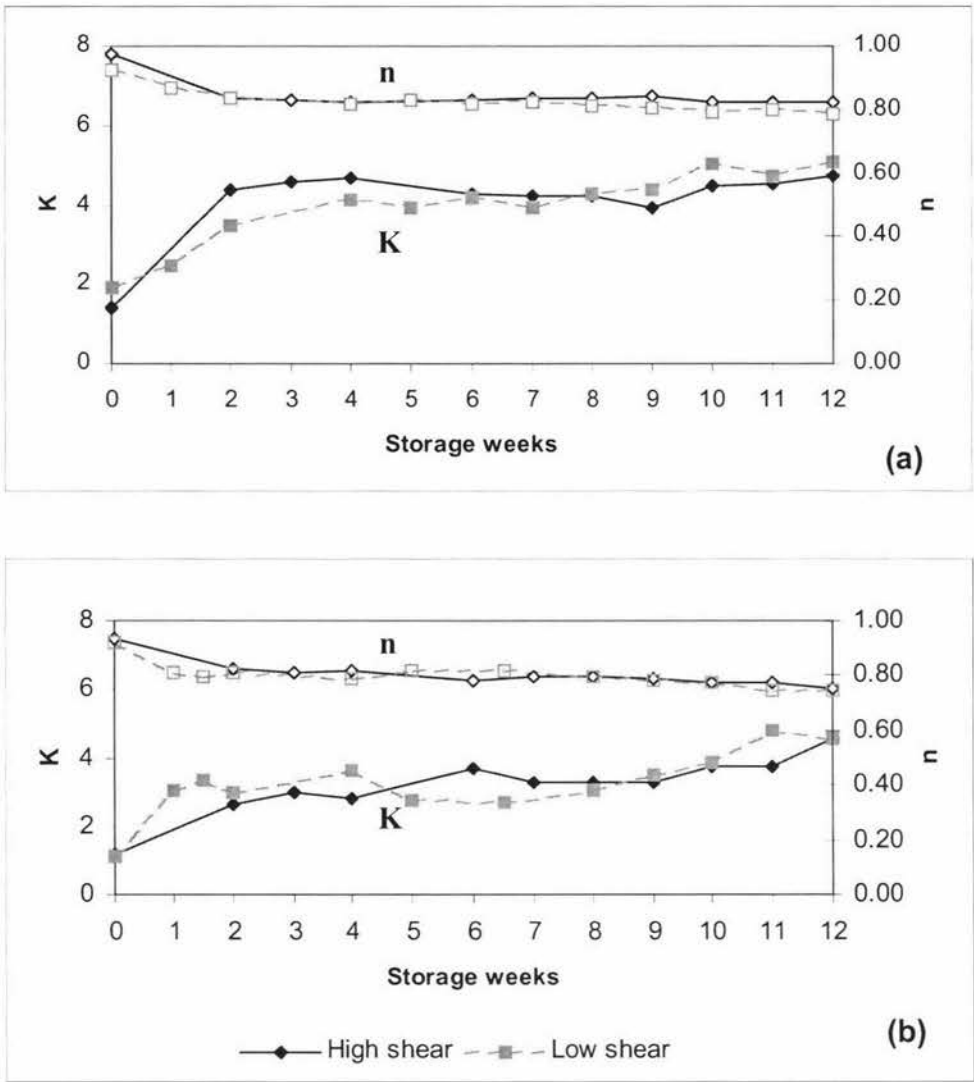 8 1.00
n
6 0.80
0.60
K 4 n
K 0.40
2
0.20
0 0.00
0 1 2 3 4 5 6 7 8 9 10 11 12
Storage weeks
(a)
8 1.00
n
6 0.80
0.60
K 4 n
0.40
K
2
0.20
0 0.00
0 1 2 3 4 5 6 7 8 9 10 11 12
Storage weeks
(b)
High shear Low shear